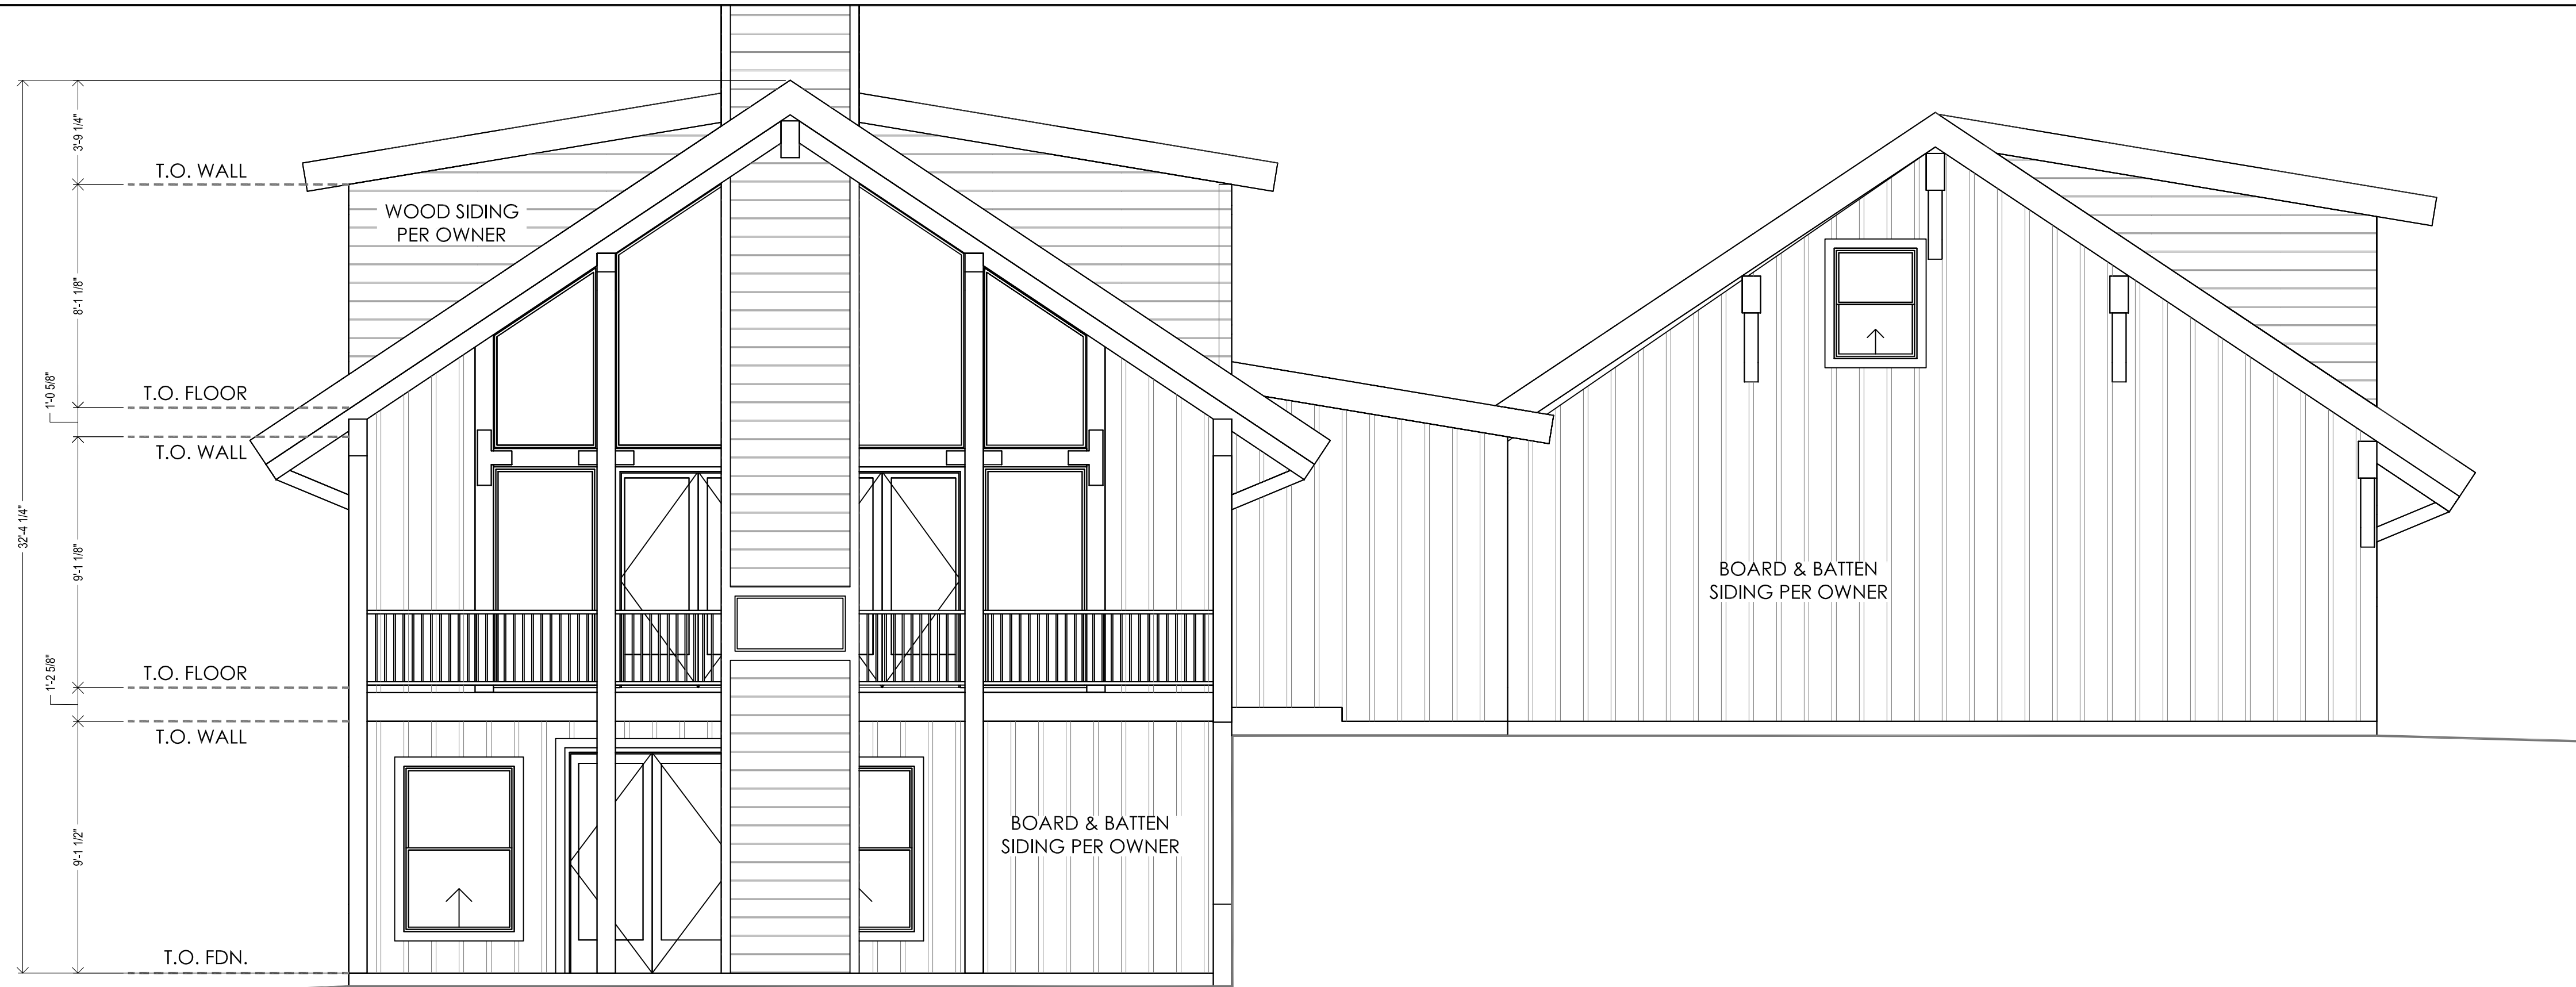 3'-9 1/4"
T.O. WALL
WOOD SIDING
PER OWNER
8'-1 1/8"
1'-0 5/8"
T.O. FLOOR
T.O. WALL
32'-4 1/4"
9'-1 1/8"
BOARD & BATTEN
SIDING PER OWNER
1'-2 5/8"
T.O. FLOOR
T.O. WALL
9'-1 1/2"
BOARD & BATTEN
SIDING PER OWNER
T.O. FDN.